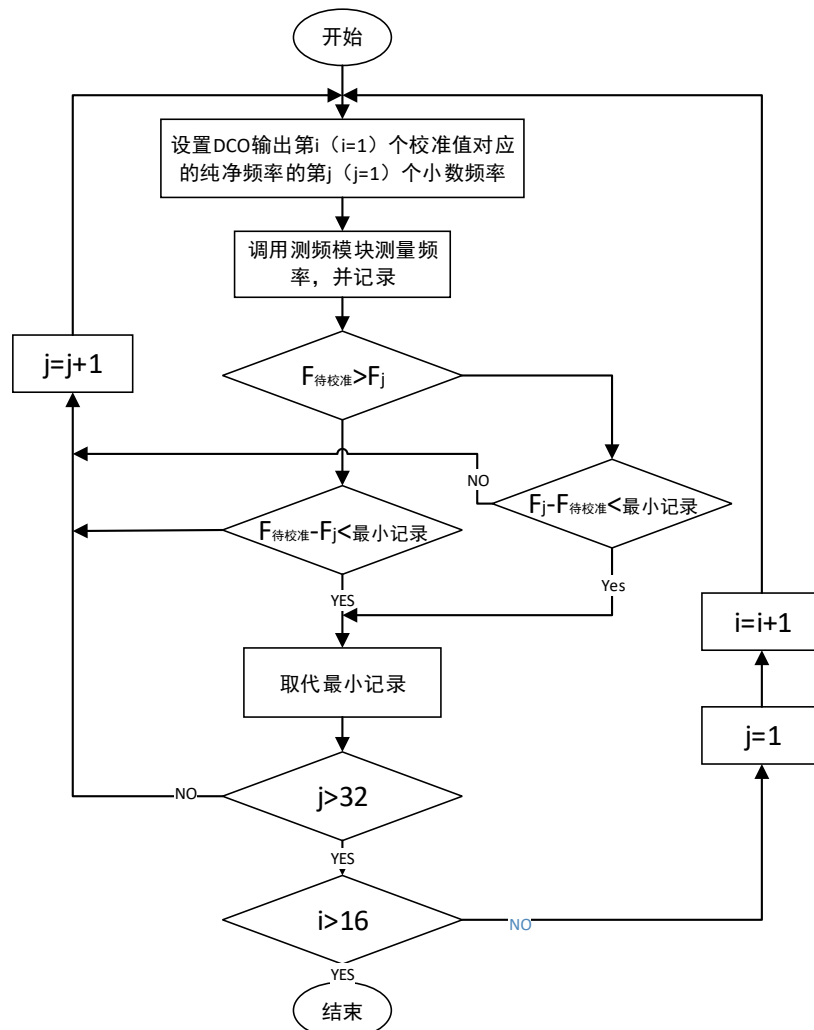 开始
设置DCO输出第i（i=1）个校准值对应
的纯净频率的第j（j=1）个小数频率
调用测频模块测量频
率，并记录
j=j+1
F待校准>Fj
NO
Fj-F待校准<最小记录
F待校准-Fj<最小记录
YES
Yes
i=i+1
取代最小记录
j=1
j>32
NO
YES
i>16
NO
YES
结束